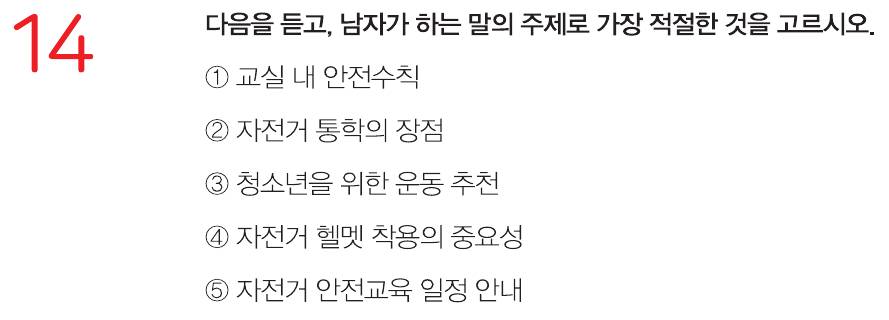 14
다음을 듣고, 남자가 하는 말의 주제로 가장 적절한 것을 고르시오.
① 교실 내 안전수칙
② 자전거 통학의 장점
③ 청소년을 위한 운동 추천
④ 자전거 헬멧 착용의 중요성
⑤ 자전거 안전교육 일정 안내